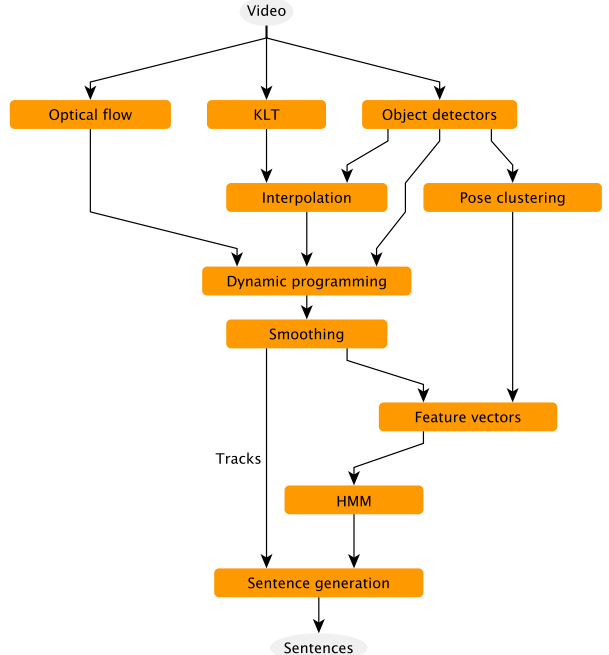 Video
Optical flow
KLT
Object detectors
Interpolation
Pose clustering
Dynamic programming
Smoothing
Feature vectors
Tracks
HMM
Sentence generation
Sentences